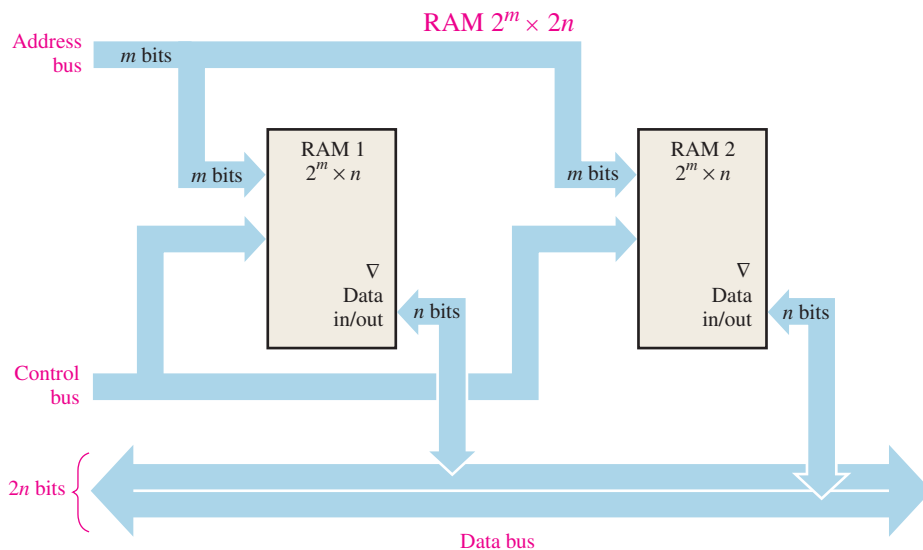 RAM 2^m × 2n
Address
bus
m bits
RAM 1
2^m × n
RAM 2
2^m × n
m bits
m bits
∇
Data
in/out
n bits
∇
Data
in/out
n bits
Control
bus
2n bits
Data bus